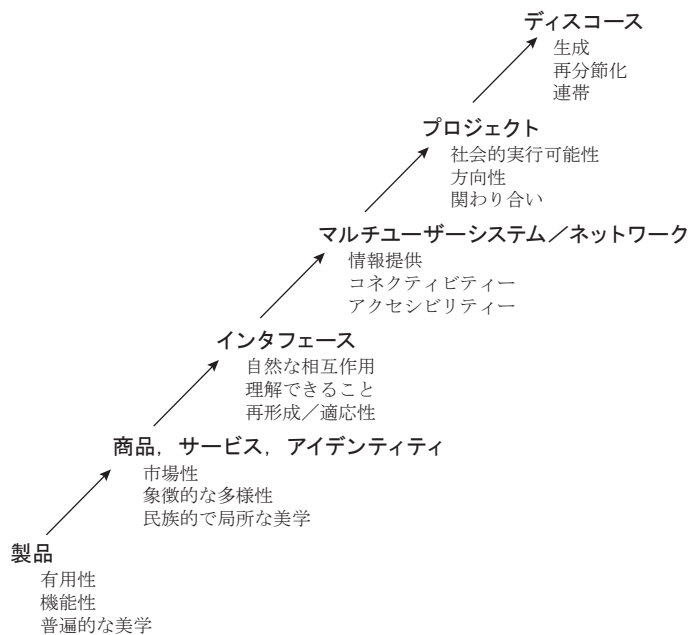 ディスコース
生成
再分節化
連帯
プロジェクト
社会的実行可能性
方向性
関わり合い
マルチユーザーシステム／ネットワーク
情報提供
コネクティビティー
アクセシビリティー
インタフェース
自然な相互作用
理解できること
再形成／適応性
商品，サービス，アイデンティティ
市場性
象徴的な多様性
民族的で局所な美学
製品
有用性
機能性
普遍的な美学